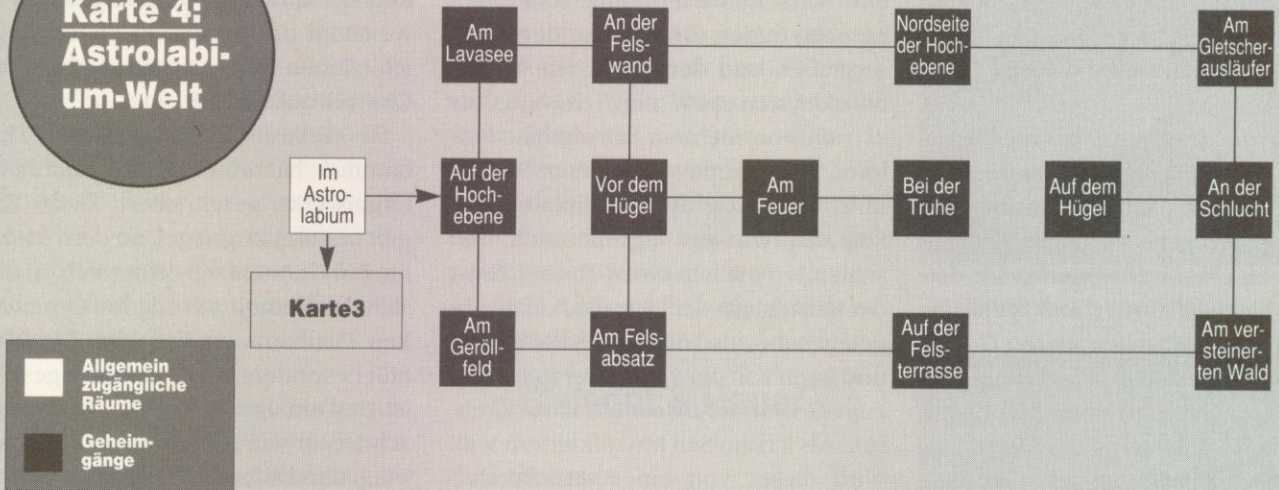 Karte 4:
Astrolabi-
um-Welt
Am
Lavasee
An der
Fels-
wand
Nordseite
der Hoch-
ebene
Am
Gletscher-
ausläufer
Im
Astro-
labium
Auf der
Hoch-
ebene
Vor dem
Hügel
Am
Feuer
Bei der
Truhe
Auf dem
Hügel
An der
Schlucht
Karte3
Am
Geröll-
feld
Am Fels-
absatz
Auf der
Fels-
terrasse
Am ver-
steiner-
ten Wald
Allgemein
zugängliche
Räume
Geheim-
gänge